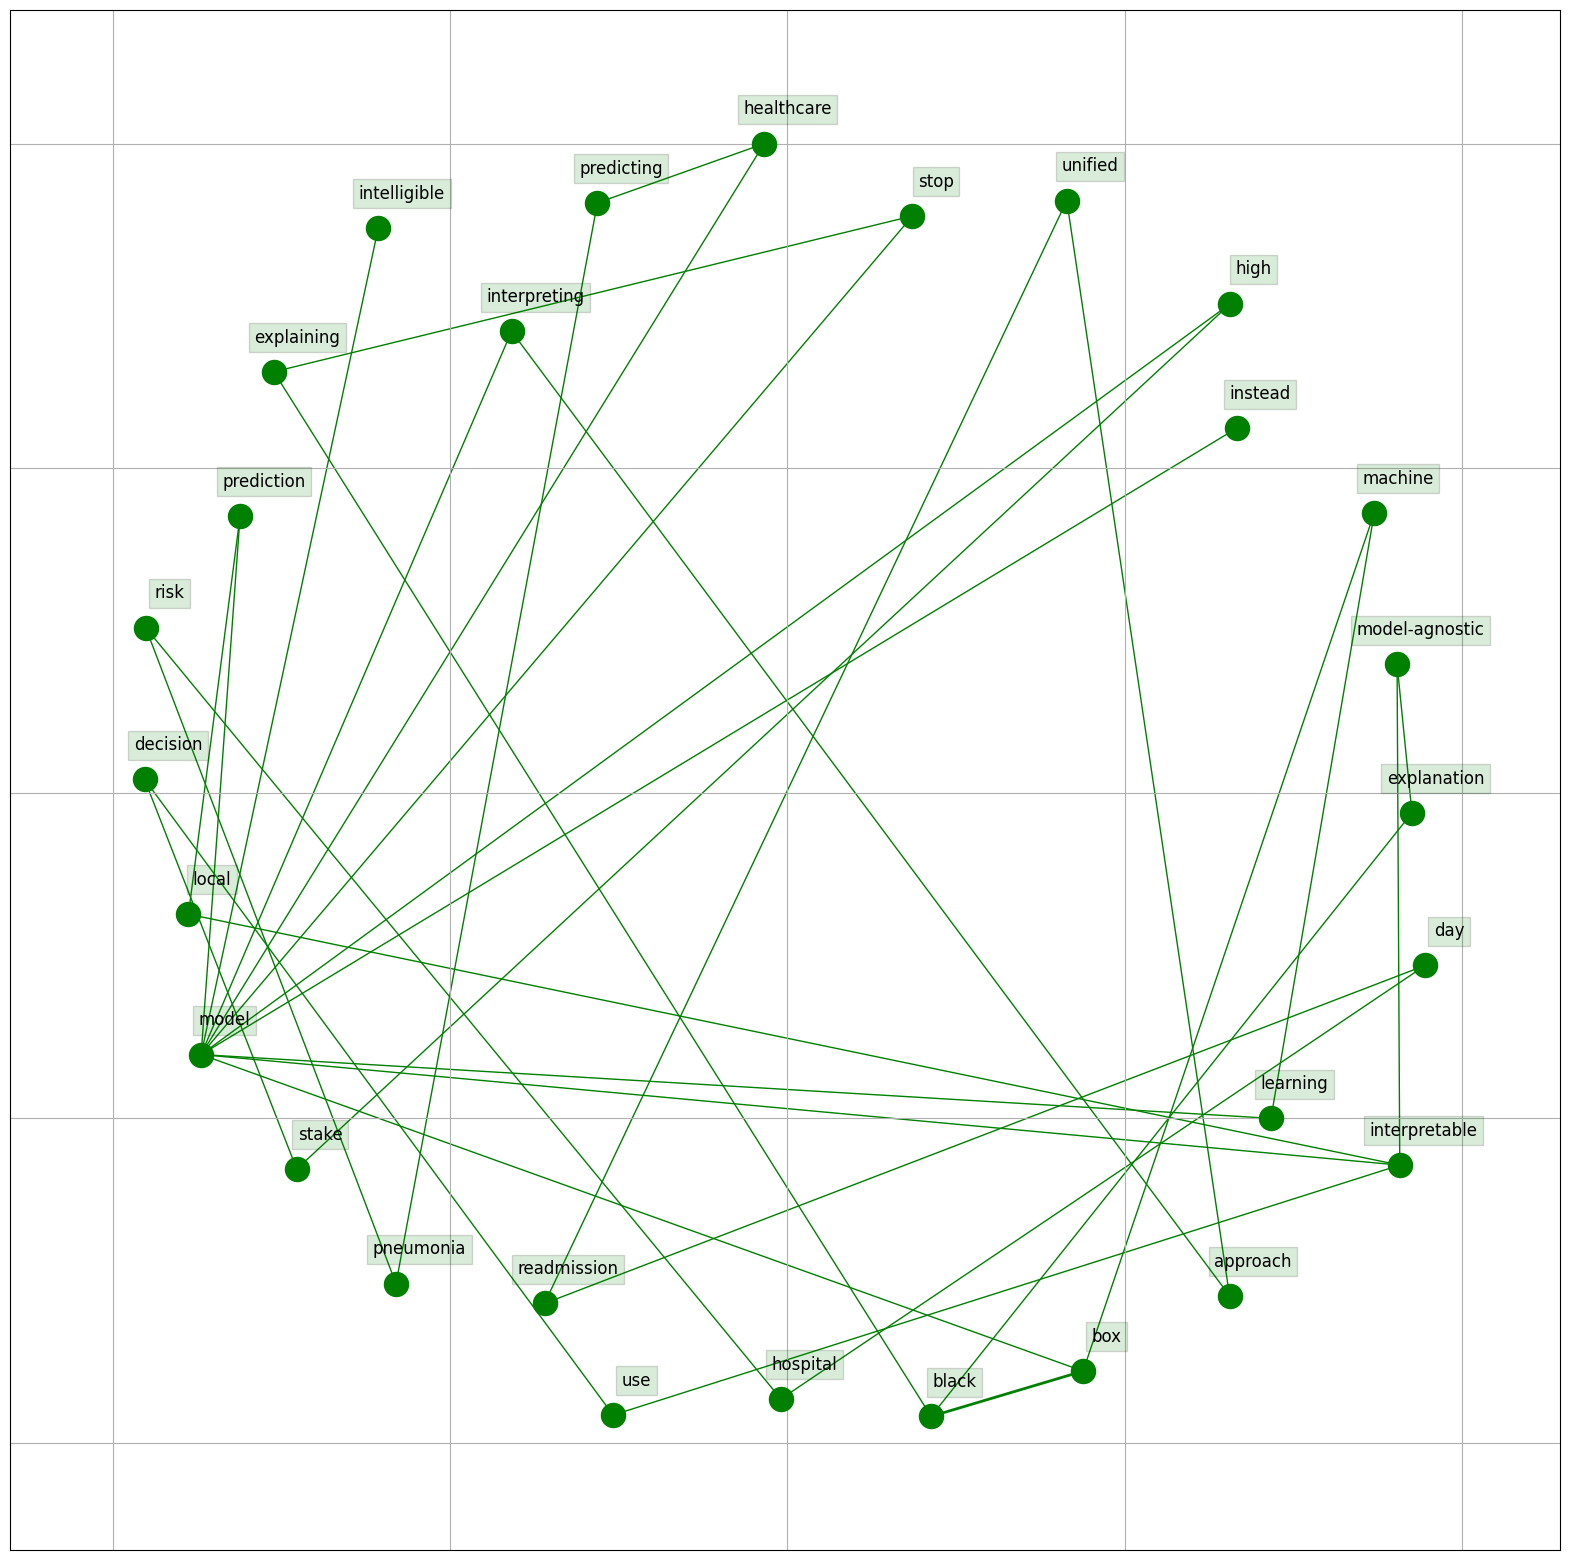 healthcare
predicting
unified
stop
intelligible
high
interpreting
explaining
instead
machine
prediction
risk
model-agnostic
decision
explanation
local
day
model
learning
interpretable
stake
pneumonia
approach
readmission
box
hospital
use
black